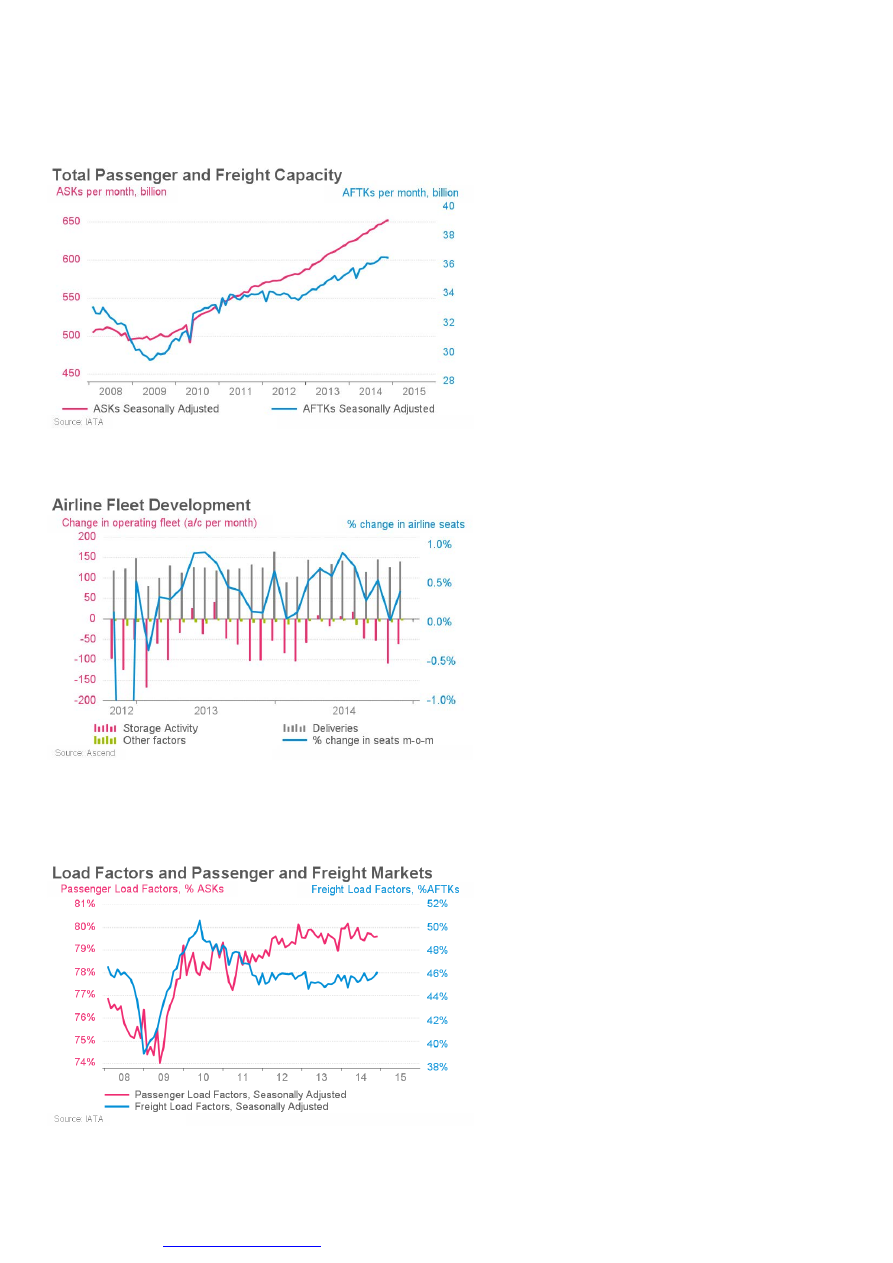 Total Passenger and Freight Capacity
ASKs per month, billion AFTKs per month, billion
40
650
38
600
36
550
34
32
500
30
450
28
2008 2009 2010 2011 2012 2013 2014 2015
ASKs Seasonally Adjusted AFTKs Seasonally Adjusted
Source: IATA
Airline Fleet Development
Change in operating fleet (a/c per month) % change in airline seats
200 1.0%
150
100 0.5%
50
0 0.0%
-50 -0.5%
-100
-150
-200 -1.0%
2012 2013 2014
Storage Activity Deliveries
Other factors % change in seats m-o-m
Source: Ascend
Load Factors and Passenger and Freight Markets
Passenger Load Factors, % ASKs Freight Load Factors, %AFTKs
81% 52%
80% 50%
79% 48%
78% 46%
77% 44%
76% 42%
75% 40%
74% 38%
08 09 10 11 12 13 14 15
Passenger Load Factors, Seasonally Adjusted
Freight Load Factors, Seasonally Adjusted
Source: IATA